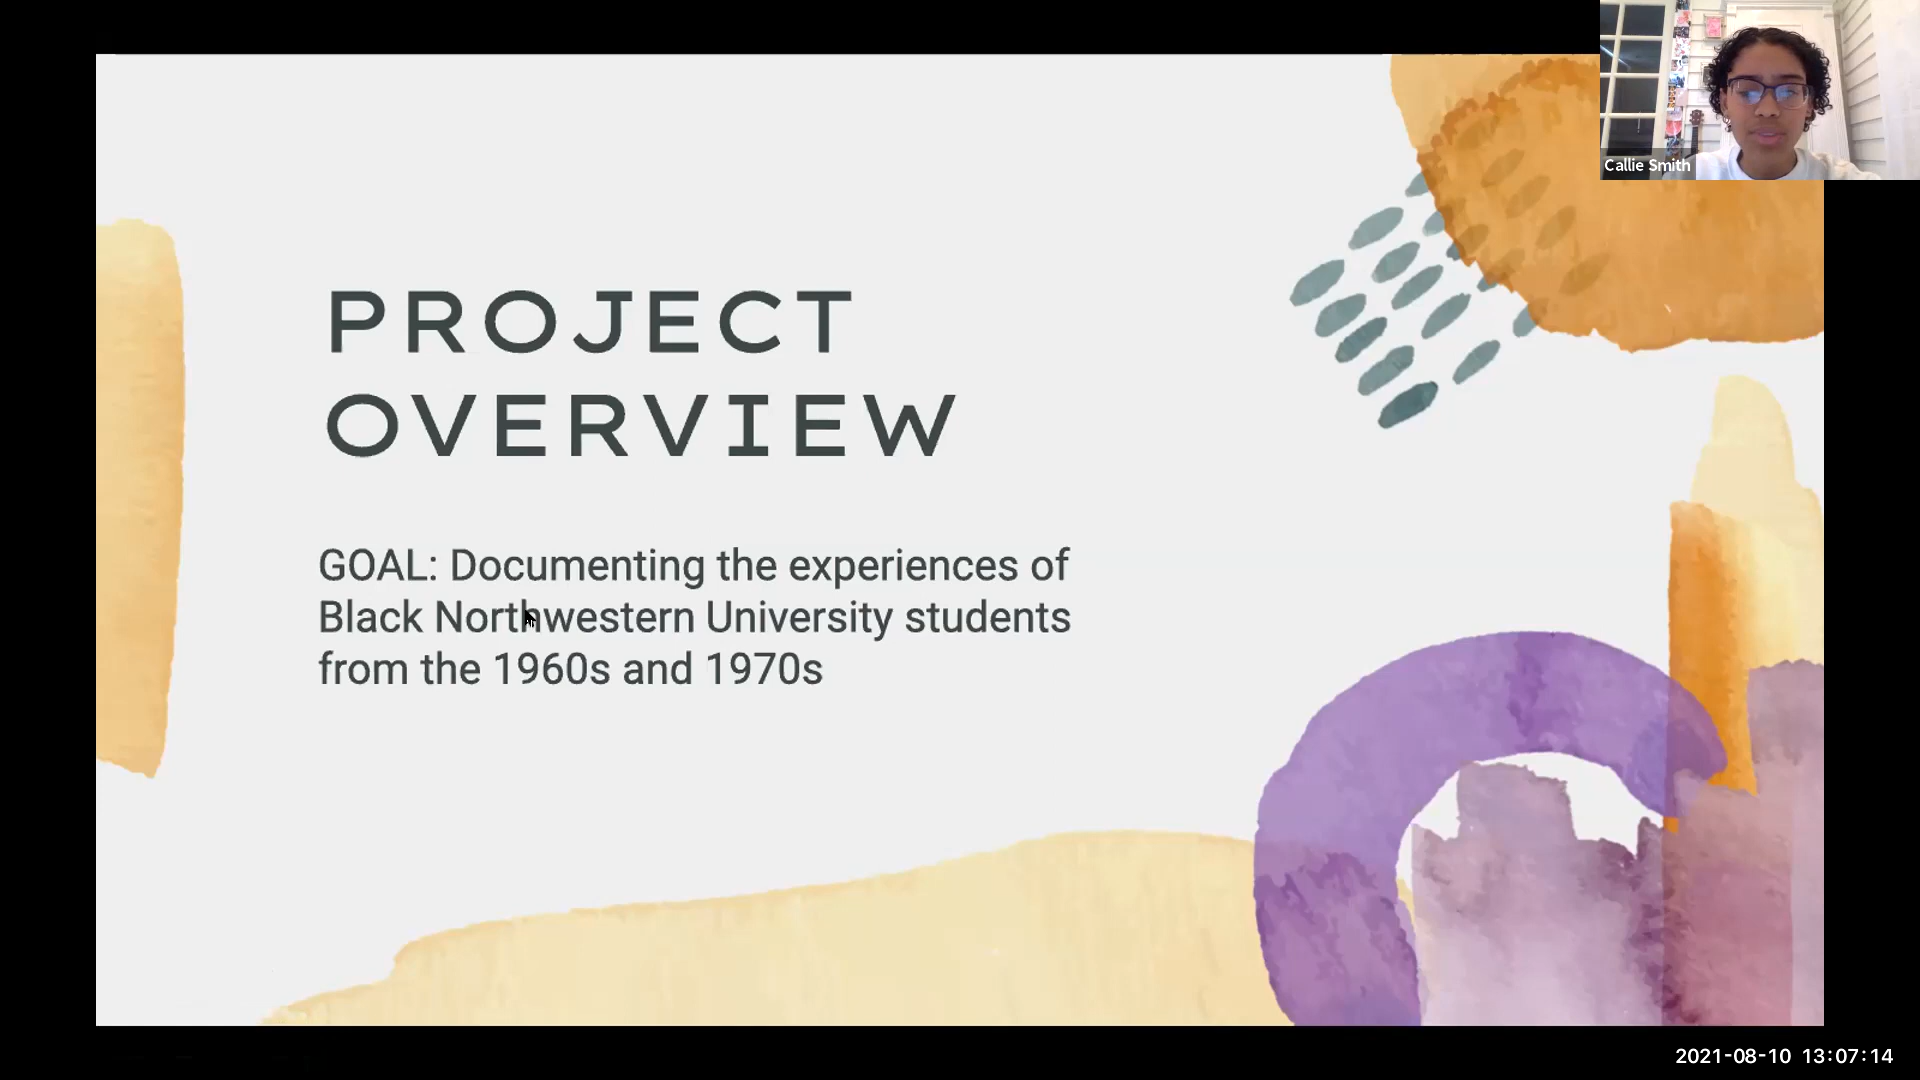 Callie Smith
PROJECT
OVERVIEW
GOAL: Documenting the experiences of
Black Northwestern University students
from the 1960s and 1970s
2021-08-10 13:07:14